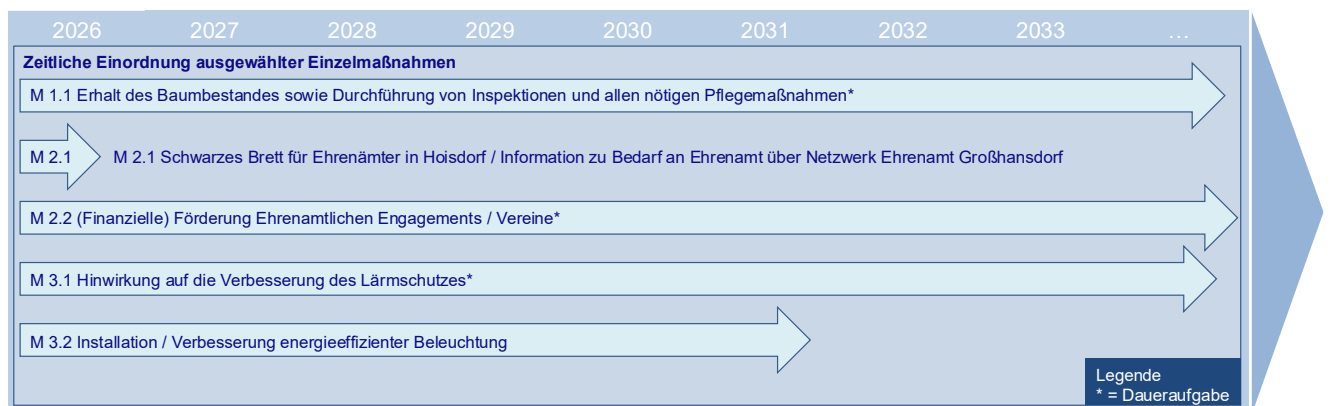 2026 2027 2028 2029 2030 2031 2032 2033 ...
Zeitliche Einordnung ausgewählter Einzelmaßnahmen
M 1.1 Erhalt des Baumbestandes sowie Durchführung von Inspektionen und allen nötigen Pflegemaßnahmen*
M 2.1 M 2.1 Schwarzes Brett für Ehrenämter in Hoisdorf / Information zu Bedarf an Ehrenamt über Netzwerk Ehrenamt Großhansdorf
M 2.2 (Finanzielle) Förderung Ehrenamtlichen Engagements / Vereine*
M 3.1 Hinwirkung auf die Verbesserung des Lärmschutzes*
M 3.2 Installation / Verbesserung energieeffizienter Beleuchtung
Legende
* = Daueraufgabe